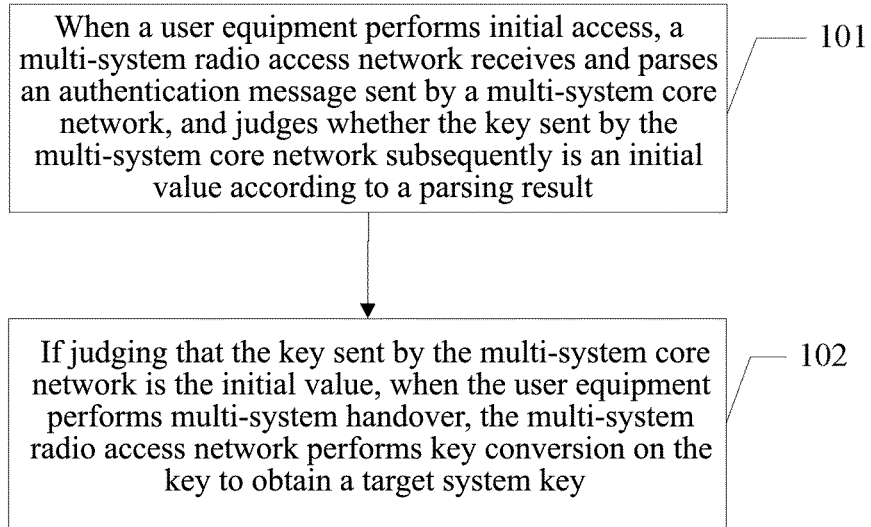 When a user equipment performs initial access, a
multi-system radio access network receives and parses
an authentication message sent by a multi-system core
network, and judges whether the key sent by the
multi-system core network subsequently is an initial
value according to a parsing result
101
If judging that the key sent by the multi-system core
network is the initial value, when the user equipment
performs multi-system handover, the multi-system
radio access network performs key conversion on the
key to obtain a target system key
102